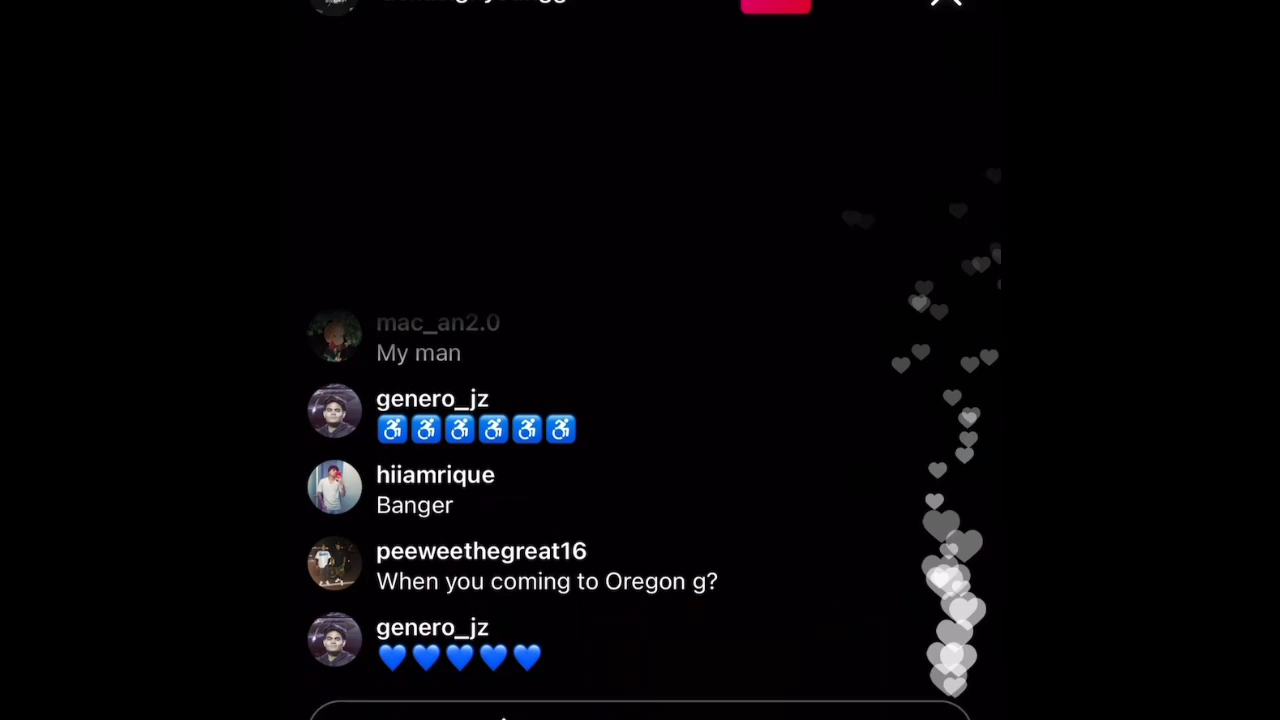 mac_an2.0
My man
genero_jz
♿♿♿♿♿♿
hiiamrique
Banger
peeweethegreat16
When you coming to Oregon g?
genero_jz
💙💙💙💙💙